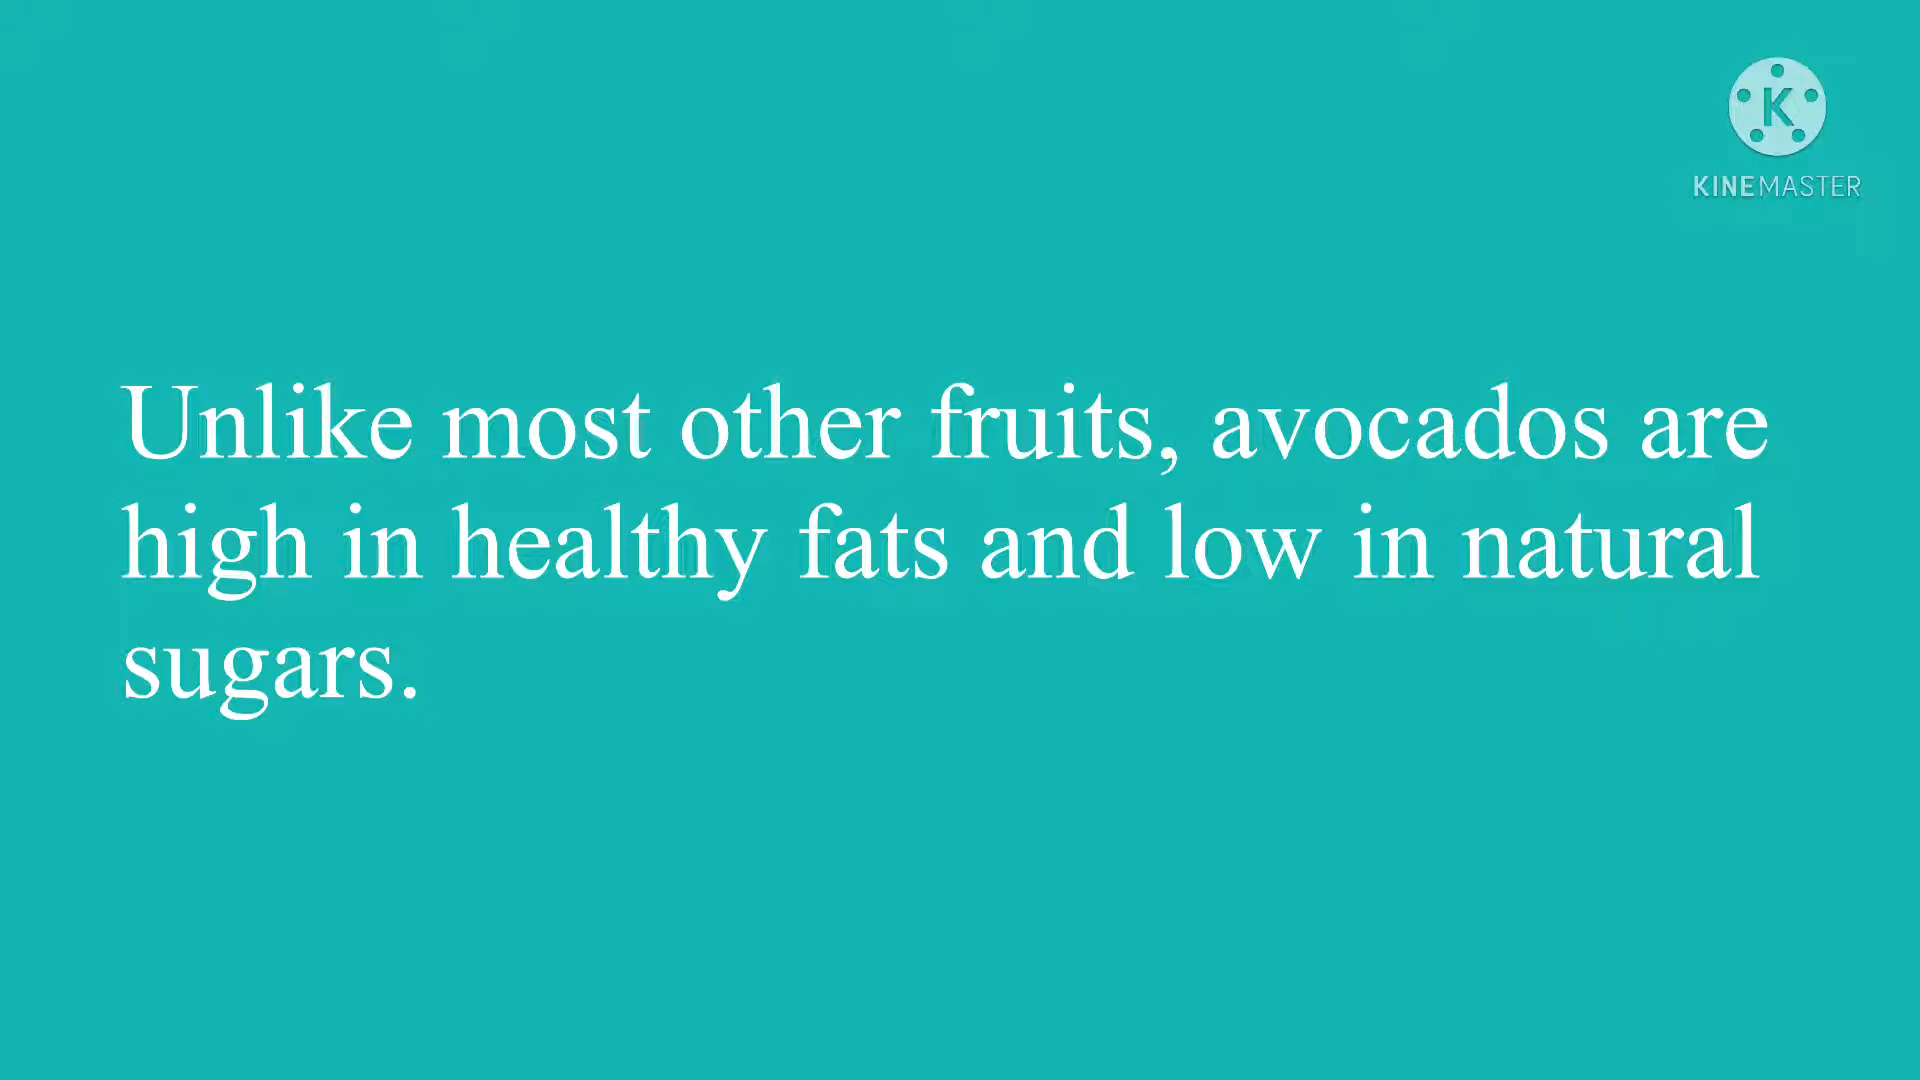 K
KINEMASTER
Unlike most other fruits, avocados are
high in healthy fats and low in natural
sugars.